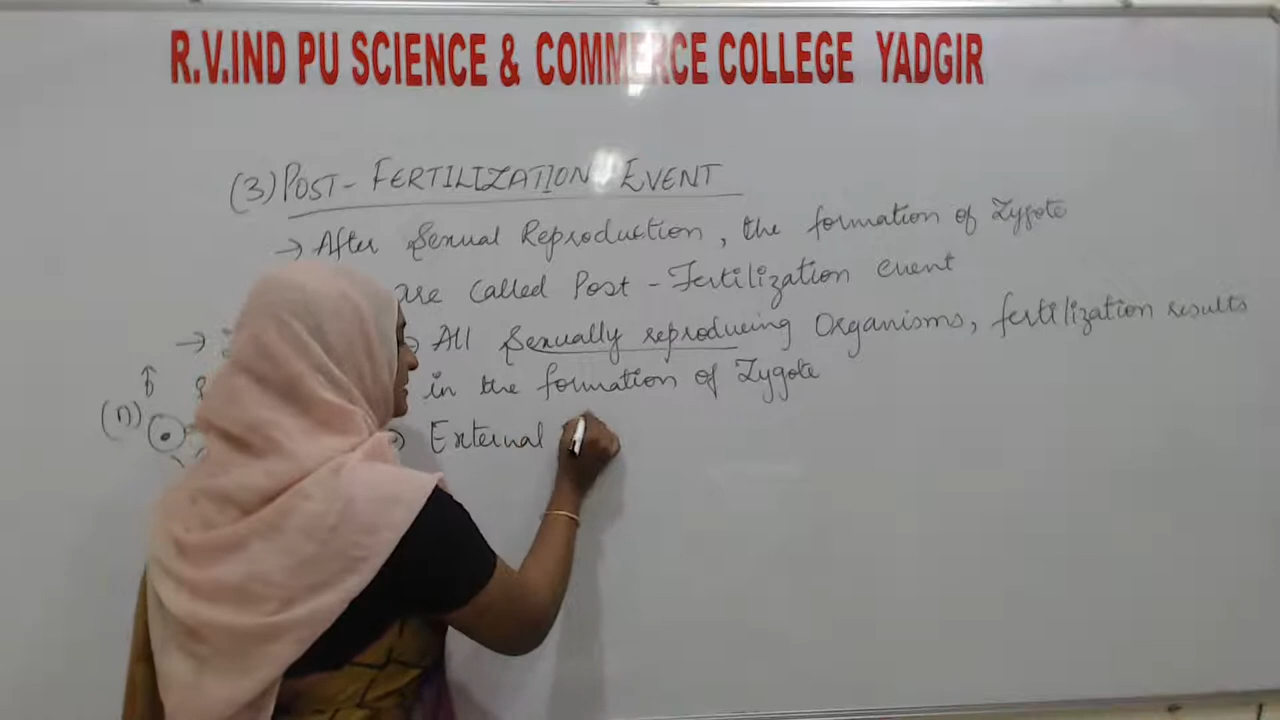 R.V.IND PU SCIENCE & COMMERCE COLLEGE YADGIR
(3) POST-FERTILIZATION EVENT
→ After Sexual Reproduction, the formation of Zygote
are called Post-Fertilization event
→ All Sexually reproducing Organisms, fertilization results
in the formation of Zygote
(n)
External